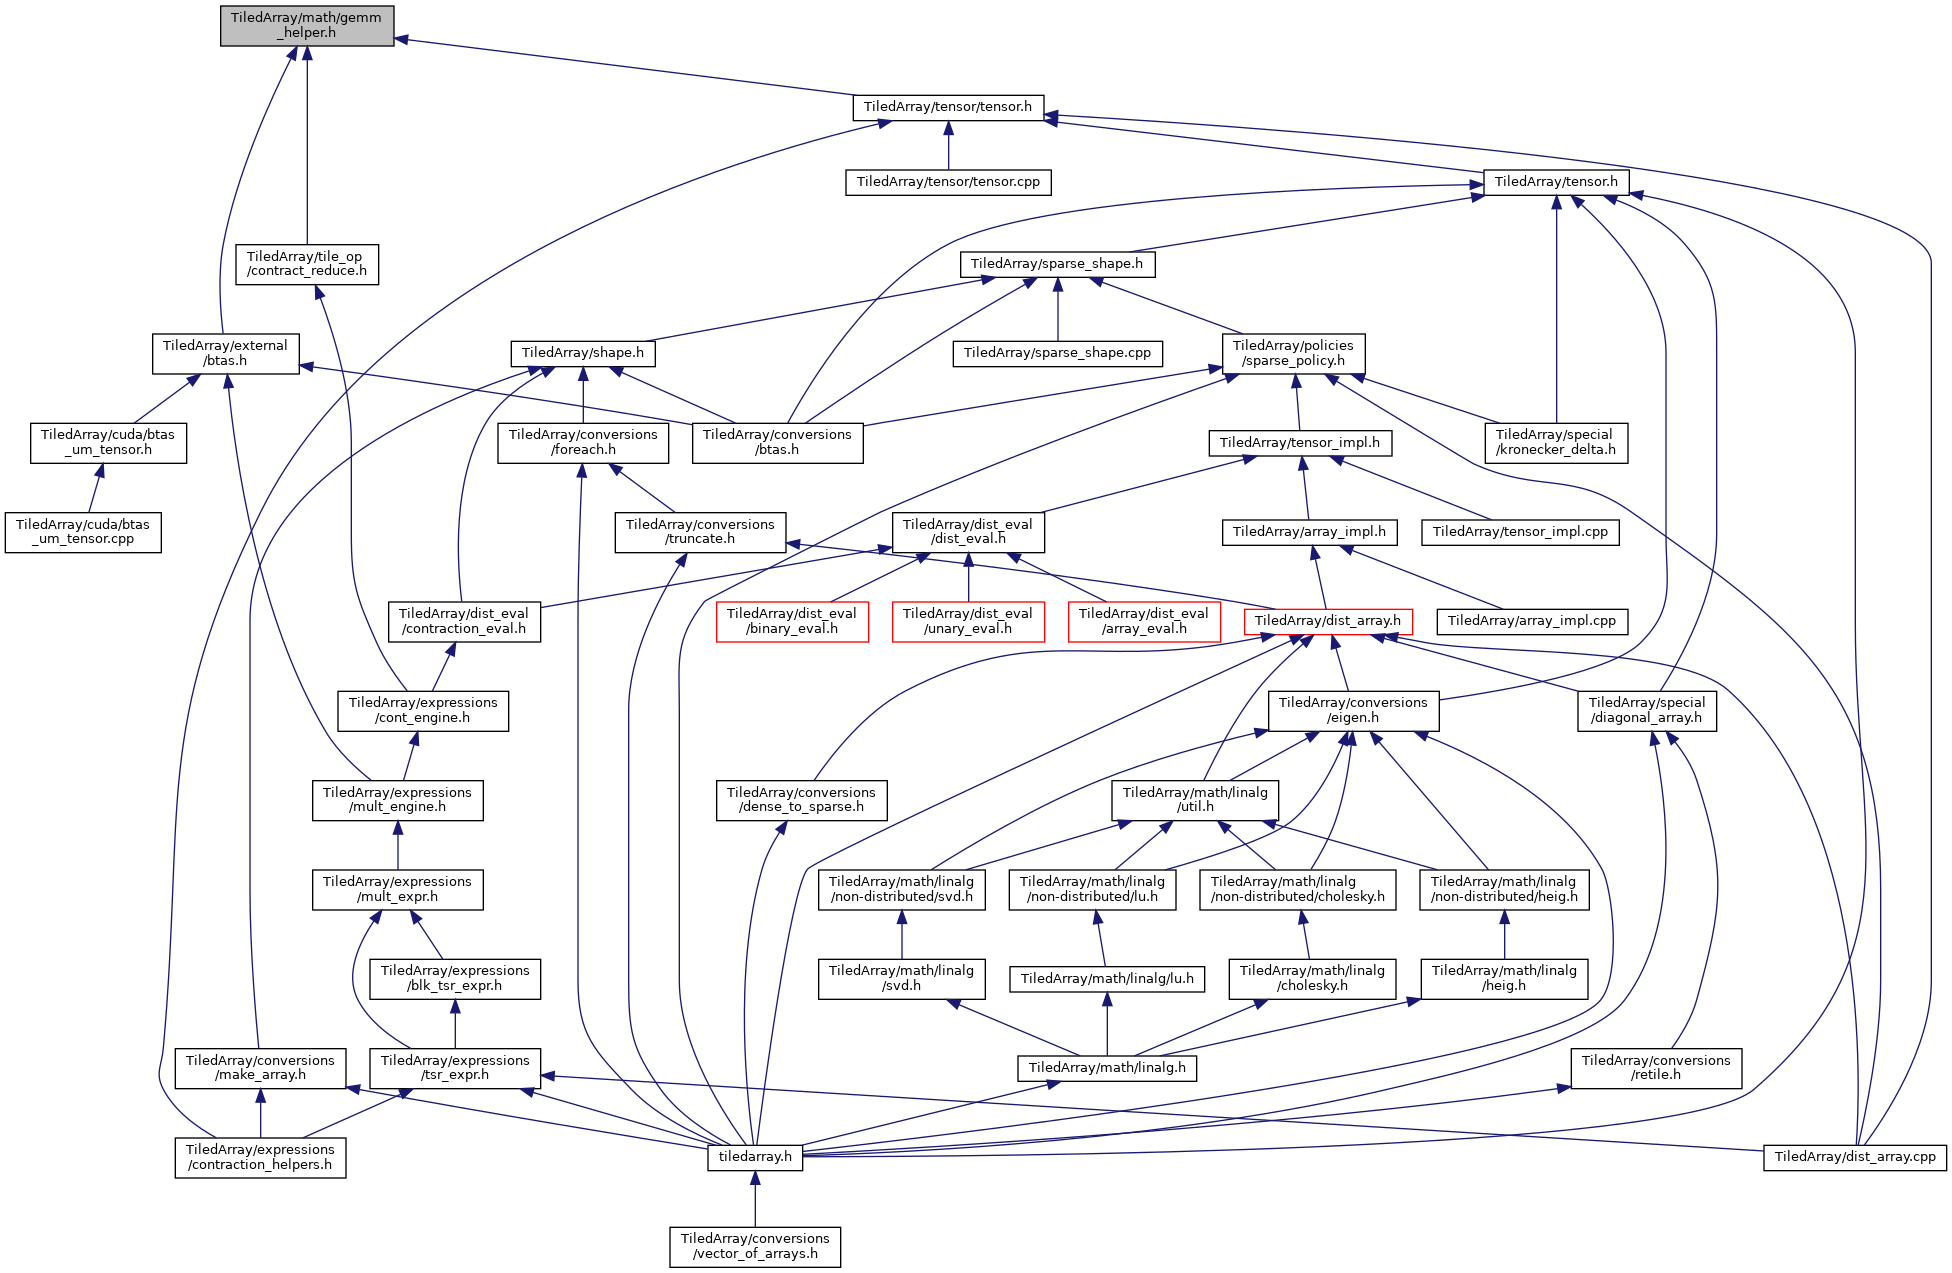 TiledArray/math/gemm
_helper.h
TiledArray/tensor/tensor.h
TiledArray/tensor/tensor.cpp
TiledArray/tensor.h
TiledArray/tile_op
/contract_reduce.h
TiledArray/sparse_shape.h
TiledArray/external
/btas.h
TiledArray/shape.h
TiledArray/sparse_shape.cpp
TiledArray/policies
/sparse_policy.h
TiledArray/cuda/btas
_um_tensor.h
TiledArray/conversions
/foreach.h
TiledArray/conversions
/btas.h
TiledArray/tensor_impl.h
TiledArray/special
/kronecker_delta.h
TiledArray/cuda/btas
_um_tensor.cpp
TiledArray/conversions
/truncate.h
TiledArray/dist_eval
/dist_eval.h
TiledArray/array_impl.h
TiledArray/tensor_impl.cpp
TiledArray/dist_eval
/contraction_eval.h
TiledArray/dist_eval
/binary_eval.h
TiledArray/dist_eval
/unary_eval.h
TiledArray/dist_eval
/array_eval.h
TiledArray/dist_array.h
TiledArray/array_impl.cpp
TiledArray/expressions
/cont_engine.h
TiledArray/conversions
/eigen.h
TiledArray/special
/diagonal_array.h
TiledArray/expressions
/mult_engine.h
TiledArray/conversions
/dense_to_sparse.h
TiledArray/math/linalg
/util.h
TiledArray/expressions
/mult_expr.h
TiledArray/math/linalg
/non-distributed/svd.h
TiledArray/math/linalg
/non-distributed/lu.h
TiledArray/math/linalg
/non-distributed/cholesky.h
TiledArray/math/linalg
/non-distributed/heig.h
TiledArray/expressions
/blk_tsr_expr.h
TiledArray/math/linalg
/svd.h
TiledArray/math/linalg/lu.h
TiledArray/math/linalg
/cholesky.h
TiledArray/math/linalg
/heig.h
TiledArray/conversions
/make_array.h
TiledArray/expressions
/tsr_expr.h
TiledArray/math/linalg.h
TiledArray/conversions
/retile.h
TiledArray/expressions
/contraction_helpers.h
tiledarray.h
TiledArray/dist_array.cpp
TiledArray/conversions
/vector_of_arrays.h